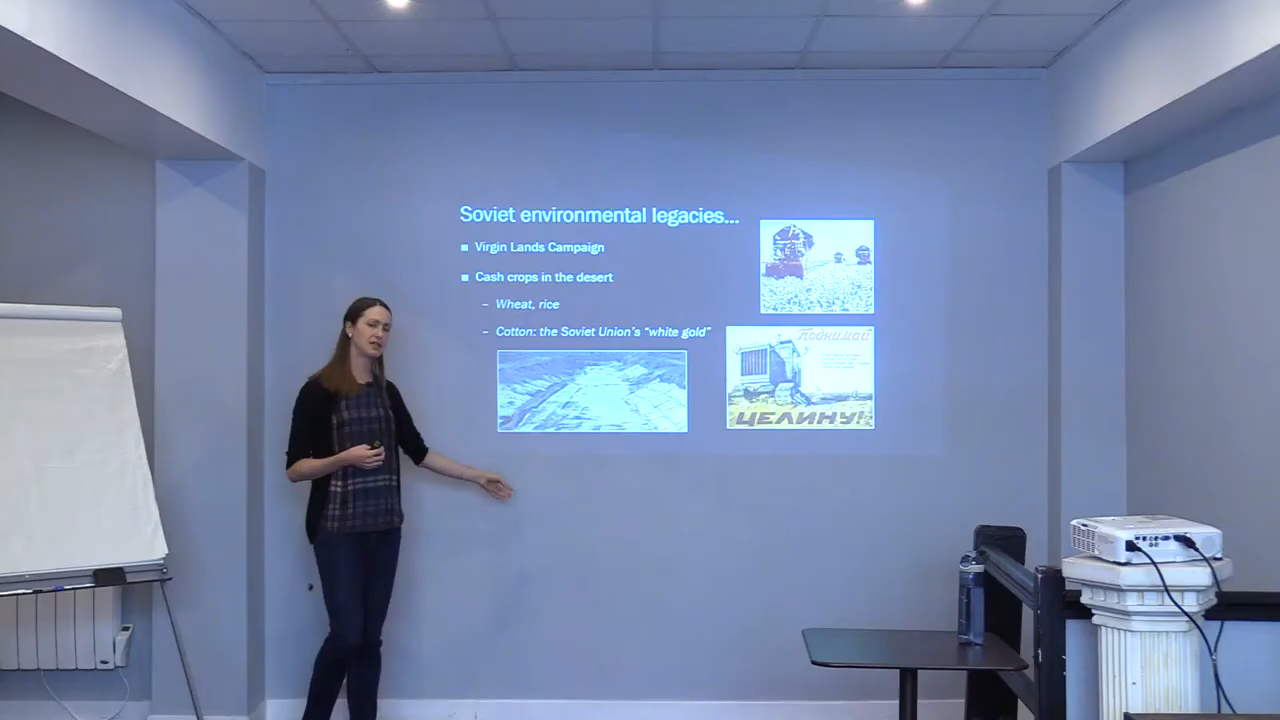 Soviet environmental legacies...
■ Virgin Lands Campaign
■ Cash crops in the desert
– Wheat, rice
– Cotton: the Soviet Union's "white gold"
Поднимай
ЦЕЛИНУ!